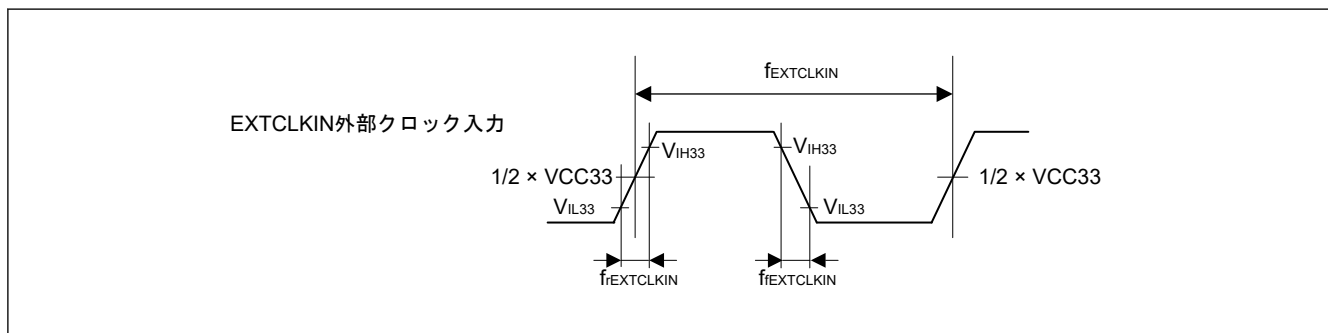 fEXTCLKIN
EXTCLKIN外部クロック入力
VIH33
VIH33
1/2 × VCC33
1/2 × VCC33
VIL33
VIL33
frEXTCLKIN
ffEXTCLKIN